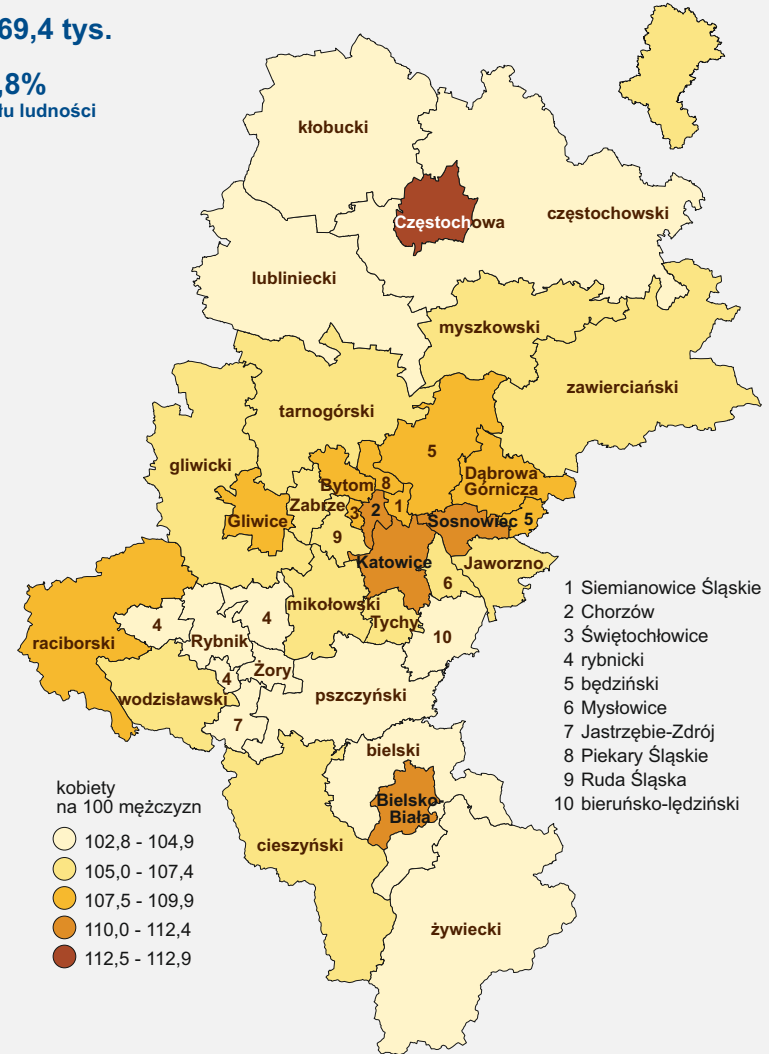 69,4 tys.
,8%
łu ludności
kłobucki
Częstochowa
częstochowski
lubliniecki
myszkowski
zawierciański
tarnogórski
gliwicki
5
Dąbrowa
Górnicza
Bytom
8
Zabrze
3
2
1
Gliwice
Sosnowiec
5
9
Katowice
Jaworzno
6
mikołowski
Tychy
4
4
raciborski
Rybnik
10
Żory
4
wodzisławski
pszczyński
7
bielski
Bielsko-
Biała
cieszyński
żywiecki
1 Siemianowice Śląskie
2 Chorzów
3 Świętochłowice
4 rybnicki
5 będziński
6 Mysłowice
7 Jastrzębie-Zdrój
8 Piekary Śląskie
9 Ruda Śląska
10 bieruńsko-lędziński
kobiety
na 100 mężczyzn
102,8 - 104,9
105,0 - 107,4
107,5 - 109,9
110,0 - 112,4
112,5 - 112,9